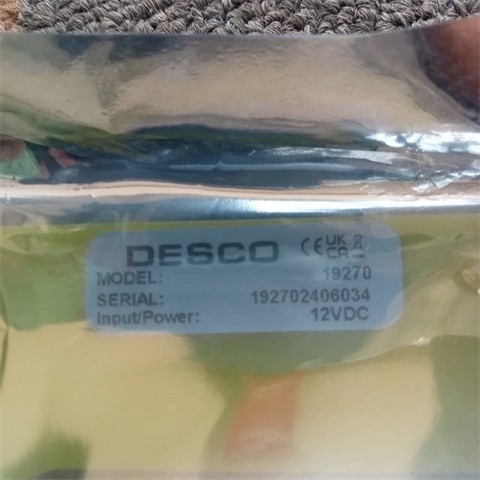 DESCO CE UK CA
MODEL: 19270
SERIAL: 192702406034
Input/Power: 12VDC